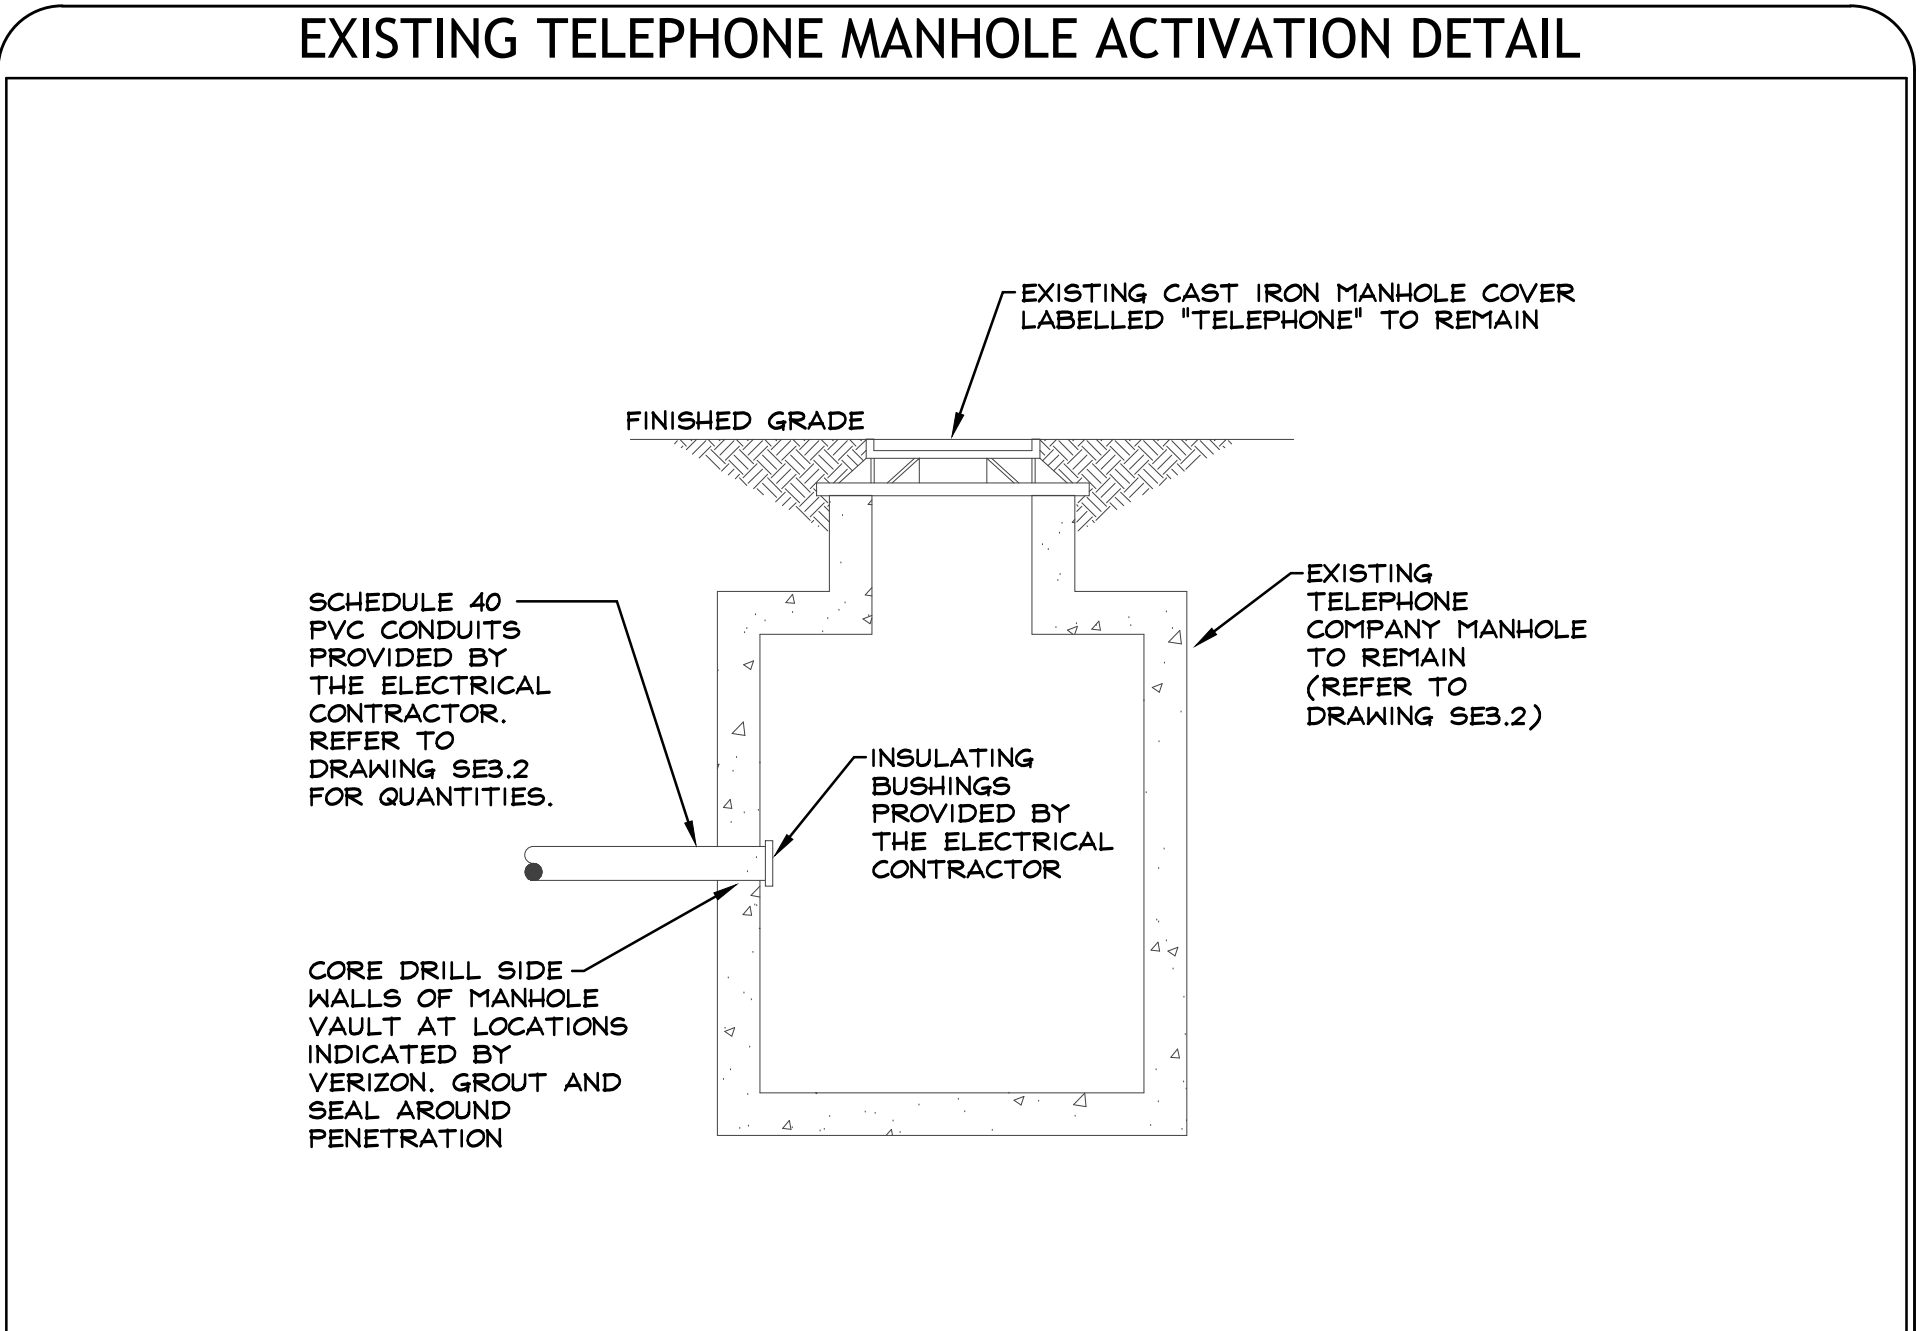 EXISTING TELEPHONE MANHOLE ACTIVATION DETAIL
EXISTING CAST IRON MANHOLE COVER
LABELLED "TELEPHONE" TO REMAIN
FINISHED GRADE
SCHEDULE 40
PVC CONDUITS
PROVIDED BY
THE ELECTRICAL
CONTRACTOR.
REFER TO
DRAWING SE3.2
FOR QUANTITIES.
EXISTING
TELEPHONE
COMPANY MANHOLE
TO REMAIN
(REFER TO
DRAWING SE3.2)
INSULATING
BUSHINGS
PROVIDED BY
THE ELECTRICAL
CONTRACTOR
CORE DRILL SIDE
WALLS OF MANHOLE
VAULT AT LOCATIONS
INDICATED BY
VERIZON. GROUT AND
SEAL AROUND
PENETRATION